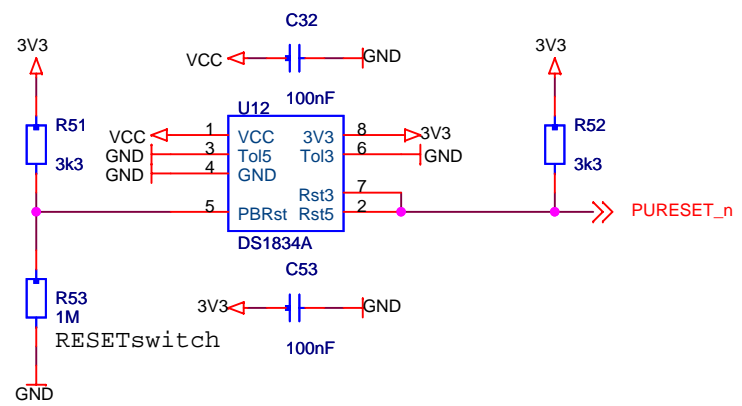 C32
3V3
VCC
GND
3V3
100nF
U12
R51
3k3
VCC 1 VCC
GND 3 Tol5
GND 4 GND
5 PBRst
3V3 8 3V3
Tol3 6 GND
Rst3 7
Rst5 2
DS1834A
R52
3k3
PURESET_n
C53
3V3
GND
100nF
R53
1M
RESETswitch
GND